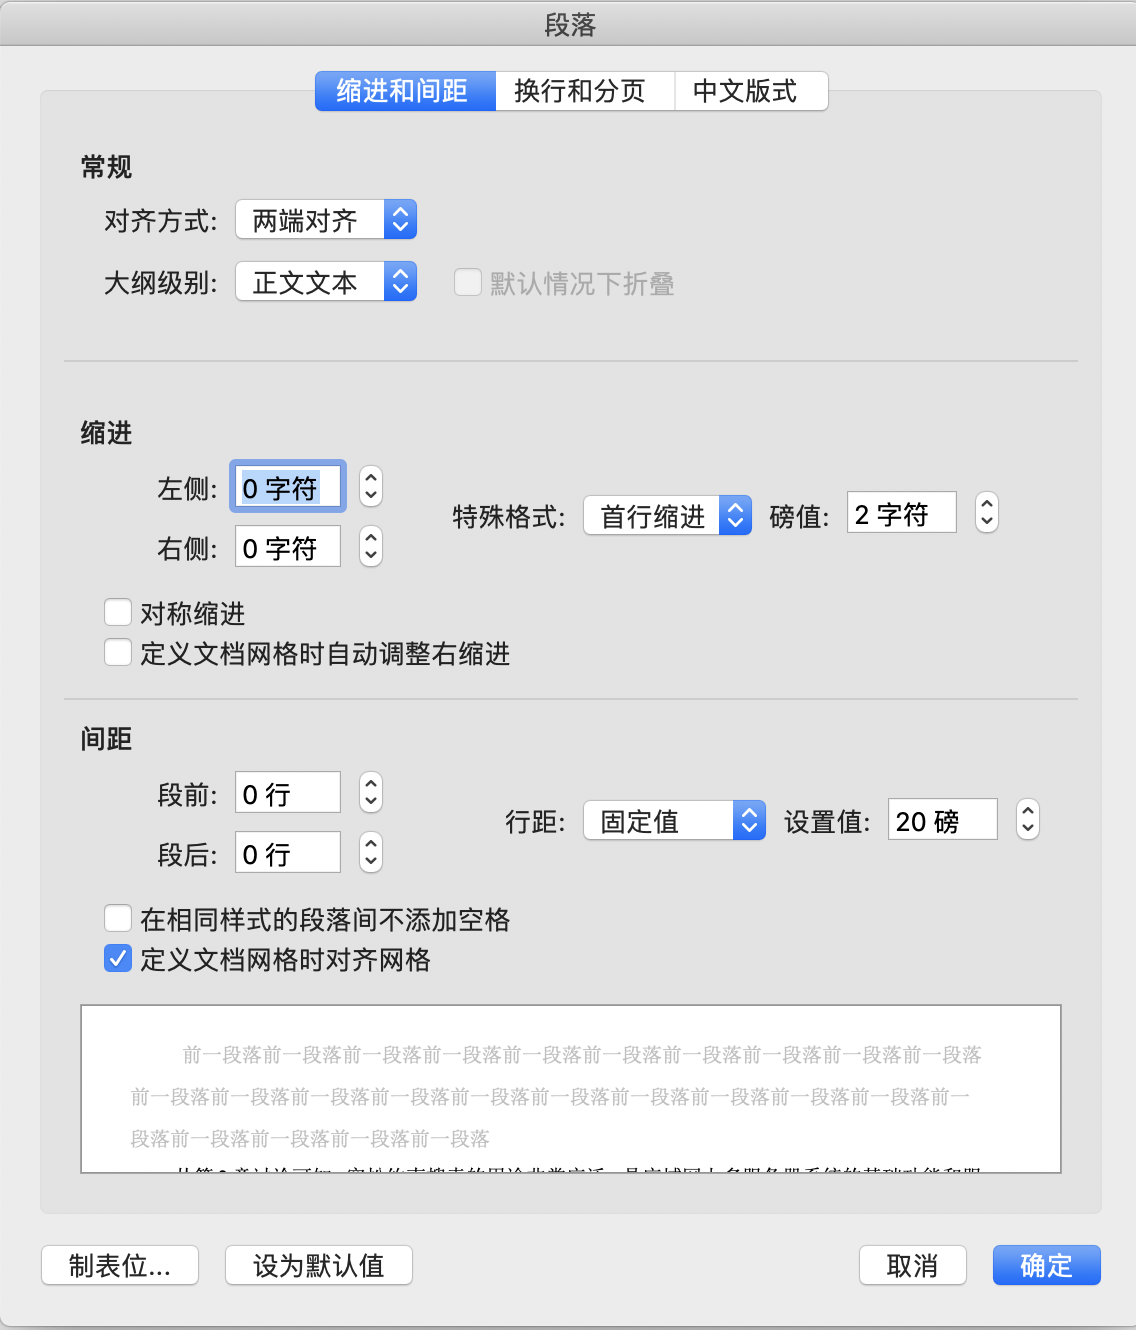 段落
缩进和间距 换行和分页 中文版式
常规
对齐方式: 两端对齐
大纲级别: 正文文本 默认情况下折叠
缩进
左侧: 0 字符
特殊格式: 首行缩进 磅值: 2 字符
右侧: 0 字符
对称缩进
定义文档网格时自动调整右缩进
间距
段前: 0 行
行距: 固定值 设置值: 20 磅
段后: 0 行
在相同样式的段落间不添加空格
定义文档网格时对齐网格
前一段落前一段落前一段落前一段落前一段落前一段落前一段落前一段落前一段落前一段落
前一段落前一段落前一段落前一段落前一段落前一段落前一段落前一段落前一段落前一段落前一
段落前一段落前一段落前一段落前一段落
制表位... 设为默认值 取消 确定